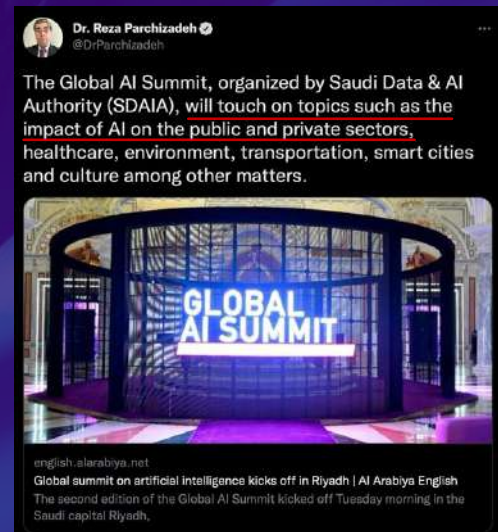 Dr. Reza Parchizadeh
@DrParchizadeh
The Global AI Summit, organized by Saudi Data & AI
Authority (SDAIA), will touch on topics such as the
impact of AI on the public and private sectors,
healthcare, environment, transportation, smart cities
and culture among other matters.
GLOBAL
AI SUMMIT
english.alarabiya.net
Global summit on artificial intelligence kicks off in Riyadh | Al Arabiya English
The second edition of the Global AI Summit kicked off Tuesday morning in the
Saudi capital Riyadh,